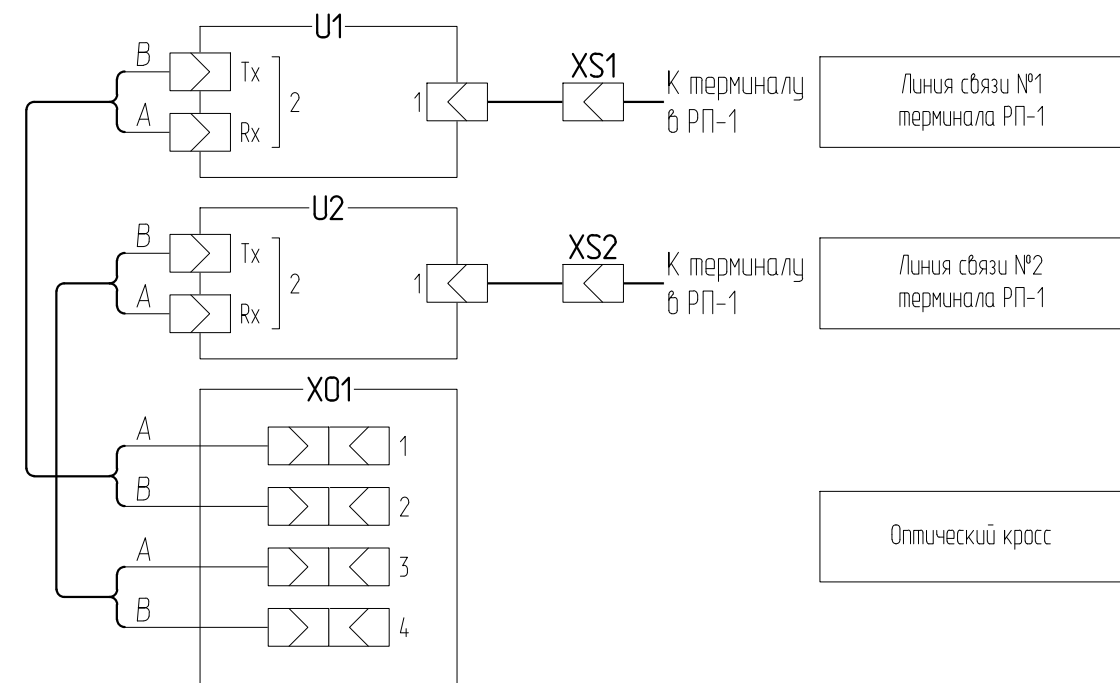 U1
B
Tx
2
A
Rx
1
XS1
К терминалу
в РП-1
Линия связи №1
терминала РП-1
U2
B
Tx
2
A
Rx
1
XS2
К терминалу
в РП-1
Линия связи №2
терминала РП-1
XO1
A
1
B
2
A
3
B
4
Оптический кросс